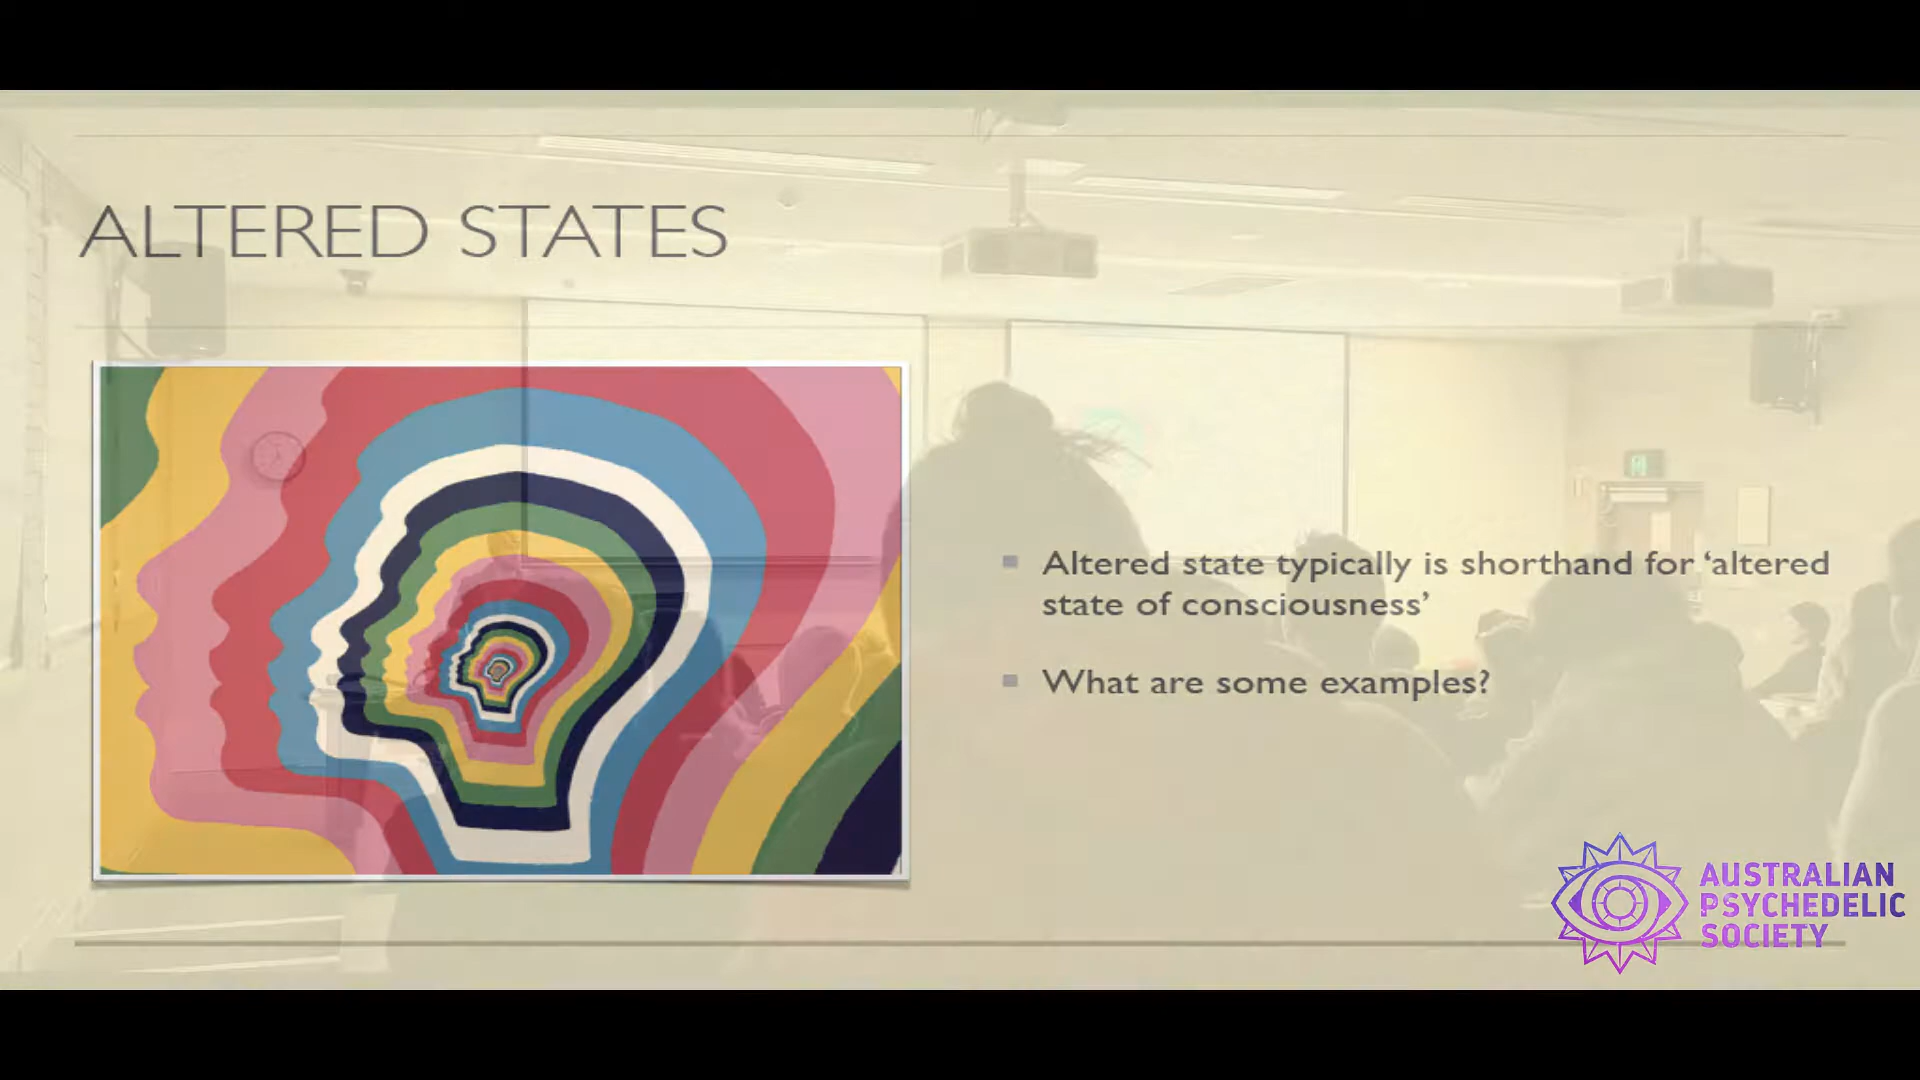 ALTERED STATES
Altered state typically is shorthand for ‘altered
state of consciousness’
What are some examples?
AUSTRALIAN
PSYCHEDELIC
SOCIETY